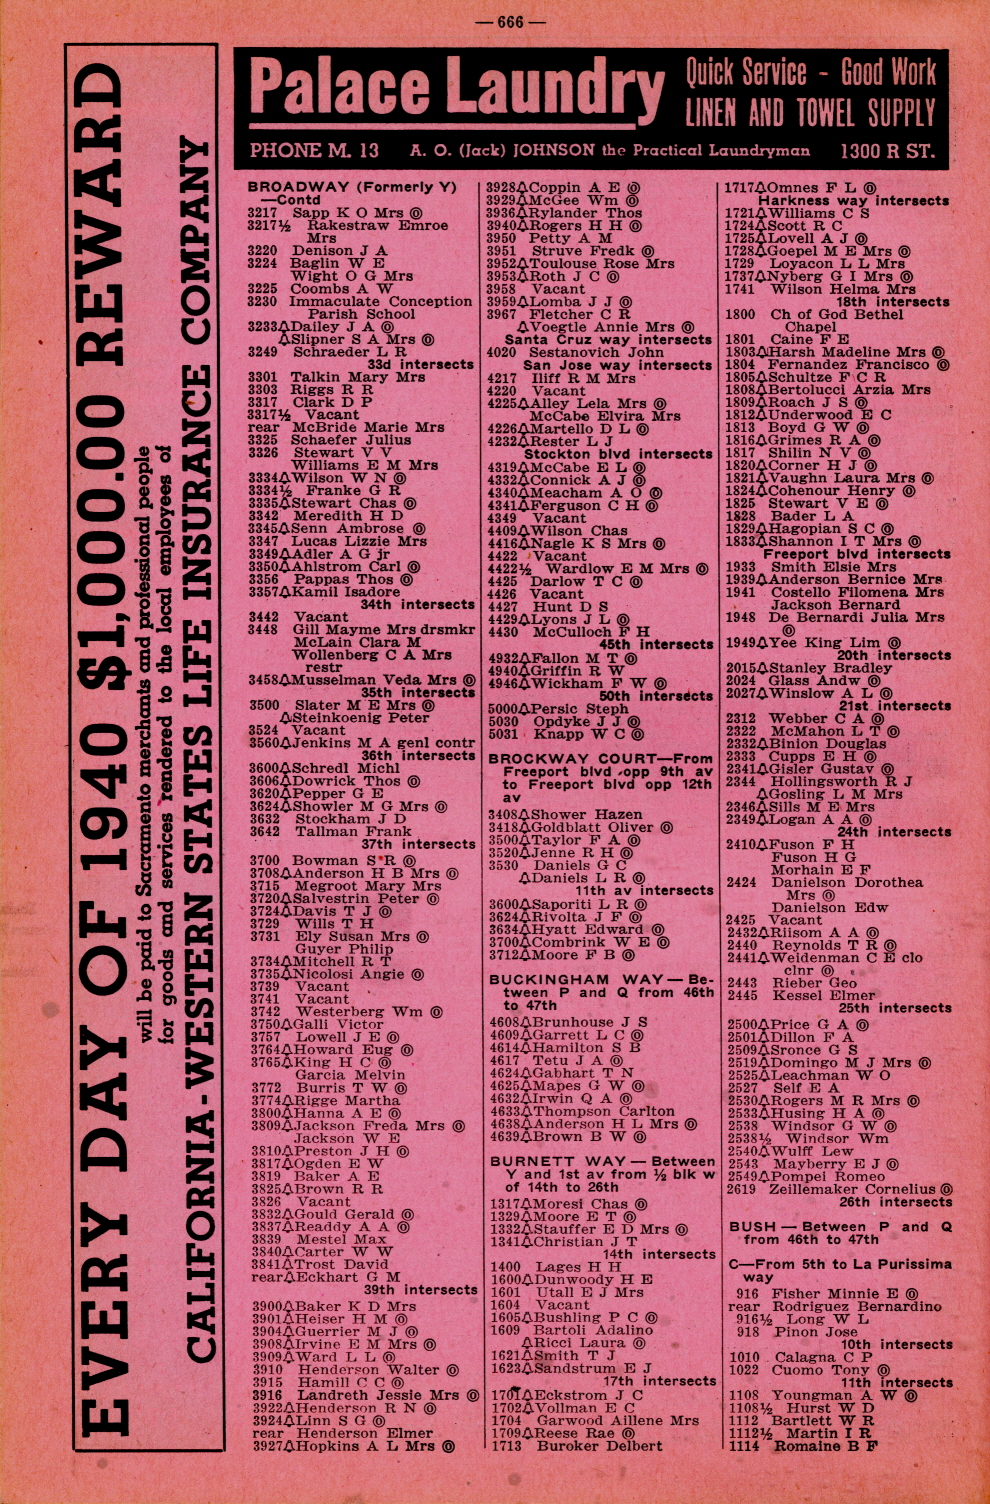 — 666 —
EVERY DAY OF 1940 $1,000.00 REWARD
will be paid to Sacramento merchants and professional people
for goods and services rendered to the local employees of
CALIFORNIA-WESTERN STATES LIFE INSURANCE COMPANY
Palace Laundry
Quick Service - Good Work
LINEN AND TOWEL SUPPLY
PHONE M. 13 A. O. (Jack) JOHNSON the Practical Laundryman 1300 R ST.
BROADWAY (Formerly Y)
—Contd
3217 Sapp K O Mrs ⓞ
3217½ Rakestraw Emroe
Mrs
3220 Denison J A
3224 Baglin W E
Wight O G Mrs
3225 Coombs A W
3230 Immaculate Conception
Parish School
3233△Dailey J A ⓞ
△Slipner S A Mrs ⓞ
3249 Schraeder L R
33d intersects
3301 Talkin Mary Mrs
3303 Riggs R R
3317 Clark D P
3317½ Vacant
rear McBride Marie Mrs
3325 Schaefer Julius
3326 Stewart V V
Williams E M Mrs
3334△Wilson W N ⓞ
3334½ Franke G R
3335△Stewart Chas ⓞ
3342 Meredith H D
3345△Senn Ambrose ⓞ
3347 Lucas Lizzie Mrs
3349△Adler A G jr
3350△Ahlstrom Carl ⓞ
3356 Pappas Thos ⓞ
3357△Kamil Isadore
34th intersects
3442 Vacant
3448 Gill Mayme Mrs drsmkr
McLain Clara M
Wollenberg C A Mrs
restr
3458△Musselman Veda Mrs ⓞ
35th intersects
3500 Slater M E Mrs ⓞ
△Steinkoenig Peter
3524 Vacant
3560△Jenkins M A genl contr
36th intersects
3600△Schredl Michl
3606△Dowrick Thos ⓞ
3620△Pepper G E
3624△Showler M G Mrs ⓞ
3632 Stockham J D
3642 Tallman Frank
37th intersects
3700 Bowman S R ⓞ
3708△Anderson H B Mrs ⓞ
3715 Megroot Mary Mrs
3720△Salvestrin Peter ⓞ
3724△Davis T J ⓞ
3729 Wills T H
3731 Ely Susan Mrs ⓞ
Guyer Philip
3734△Mitchell R T
3735△Nicolosi Angie ⓞ
3739 Vacant
3741 Vacant
3742 Westerberg Wm ⓞ
3750△Galli Victor
3757 Lowell J E ⓞ
3764△Howard Eug ⓞ
3765△King H C ⓞ
Garcia Melvin
3772 Burris T W ⓞ
3774△Rigge Martha
3800△Hanna A E ⓞ
3809△Jackson Freda Mrs ⓞ
Jackson W E
3810△Preston J H ⓞ
3817△Ogden E W
3819 Baker A E
3825△Brown R R
3826 Vacant
3832△Gould Gerald ⓞ
3837△Readdy A A ⓞ
3839 Mestel Max
3840△Carter W W
3841△Trost David
rear△Eckhart G M
39th intersects
3900△Baker K D Mrs
3901△Heiser H M ⓞ
3904△Guerrier M J ⓞ
3908△Irvine E M Mrs ⓞ
3909△Ward L L ⓞ
3910 Henderson Walter ⓞ
3915 Hamill C C ⓞ
3916 Landreth Jessie Mrs ⓞ
3922△Henderson R N ⓞ
3924△Linn S G ⓞ
rear Henderson Elmer
3927△Hopkins A L Mrs ⓞ
3928△Coppin A E ⓞ
3929△McGee Wm ⓞ
3936△Rylander Thos
3940△Rogers H H ⓞ
3950 Petty A M
3951 Struve Fredk ⓞ
3952△Toulouse Rose Mrs
3953△Roth J C ⓞ
3958 Vacant
3959△Lomba J J ⓞ
3967 Fletcher C R
△Voegtle Annie Mrs ⓞ
Santa Cruz way intersects
4020 Sestanovich John
San Jose way intersects
4217 Iliff R M Mrs
4220 Vacant
4225△Alley Lela Mrs ⓞ
McCabe Elvira Mrs
4226△Martello D L ⓞ
4232△Rester L J
Stockton blvd intersects
4319△McCabe E L ⓞ
4332△Connick A J ⓞ
4340△Meacham A O ⓞ
4341△Ferguson C H ⓞ
4349 Vacant
4409△Wilson Chas
4416△Nagle K S Mrs ⓞ
4422 Vacant
4422½ Wardlow E M Mrs ⓞ
4425 Darlow T C ⓞ
4426 Vacant
4427 Hunt D S
4429△Lyons J L ⓞ
4430 McCulloch F H
45th intersects
4932△Fallon M T ⓞ
4940△Griffin R W
4946△Wickham F W ⓞ
50th intersects
5000△Persic Steph
5030 Opdyke J J ⓞ
5031 Knapp W C ⓞ
BROCKWAY COURT—From
Freeport blvd opp 9th av
to Freeport blvd opp 12th
av
3408△Shower Hazen
3418△Goldblatt Oliver ⓞ
3500△Taylor F A ⓞ
3520△Jenne R H ⓞ
3530 Daniels G C
△Daniels L R ⓞ
11th av intersects
3600△Saporiti L R ⓞ
3624△Rivolta J F ⓞ
3634△Hyatt Edward ⓞ
3700△Combrink W E ⓞ
3712△Moore F B ⓞ
BUCKINGHAM WAY — Be-
tween P and Q from 46th
to 47th
4608△Brunhouse J S
4609△Garrett L C ⓞ
4614△Hamilton S B
4617 Tetu J A ⓞ
4624△Gabhart T N
4625△Mapes G W ⓞ
4632△Irwin Q A ⓞ
4633△Thompson Carlton
4638△Anderson H L Mrs ⓞ
4639△Brown B W ⓞ
BURNETT WAY — Between
Y and 1st av from ½ blk w
of 14th to 26th
1317△Moresi Chas ⓞ
1329△Moore E T ⓞ
1332△Stauffer E D Mrs ⓞ
1341△Christian J T
14th intersects
1400 Lages H H
1600△Dunwoody H E
1601 Utall E J Mrs
1604 Vacant
1605△Bushling P C ⓞ
1609 Bartoli Adalino
△Ricci Laura ⓞ
1621△Smith T J
1623△Sandstrum E J
17th intersects
1701△Eckstrom J C
1702△Vollman E C
1704 Garwood Aillene Mrs
1709△Reese Rae ⓞ
1713 Buroker Delbert
1717△Omnes F L ⓞ
Harkness way intersects
1721△Williams C S
1724△Scott R C
1725△Lovell A J ⓞ
1728△Goepel M E Mrs ⓞ
1729 Loyacon L L Mrs
1737△Nyberg G I Mrs ⓞ
1741 Wilson Helma Mrs
18th intersects
1800 Ch of God Bethel
Chapel
1801 Caine F E
1803△Harsh Madeline Mrs ⓞ
1804 Fernandez Francisco ⓞ
1805△Schultze F C R
1808△Bertolucci Arzia Mrs
1809△Roach J S ⓞ
1812△Underwood E C
1813 Boyd G W ⓞ
1816△Grimes R A ⓞ
1817 Shilin N V ⓞ
1820△Corner H J ⓞ
1821△Vaughn Laura Mrs ⓞ
1824△Cohenour Henry ⓞ
1825 Stewart V E ⓞ
1828 Bader L A
1829△Hagopian S C ⓞ
1833△Shannon I T Mrs ⓞ
Freeport blvd intersects
1933 Smith Elsie Mrs
1939△Anderson Bernice Mrs
1941 Costello Filomena Mrs
Jackson Bernard
1948 De Bernardi Julia Mrs
ⓞ
1949△Yee King Lim ⓞ
20th intersects
2015△Stanley Bradley
2024 Glass Andw ⓞ
2027△Winslow A L ⓞ
21st intersects
2312 Webber C A ⓞ
2322 McMahon L T ⓞ
2332△Binion Douglas
2333 Cupps E H ⓞ
2341△Gisler Gustav ⓞ
2344 Hollingsworth R J
△Gosling L M Mrs
2346△Sills M E Mrs
2349△Logan A A ⓞ
24th intersects
2410△Fuson F H
Fuson H G
Morhain E F
2424 Danielson Dorothea
Mrs ⓞ
Danielson Edw
2425 Vacant
2432△Riisom A A ⓞ
2440 Reynolds T R ⓞ
2441△Weidenman C E clo
clnr ⓞ
2443 Rieber Geo
2445 Kessel Elmer
25th intersects
2500△Price G A ⓞ
2501△Dillon F A
2509△Sronce G S
2519△Domingo M J Mrs ⓞ
2525△Leachman W O
2527 Self E A
2530△Rogers M R Mrs ⓞ
2533△Husing H A ⓞ
2538 Windsor G W ⓞ
2538½ Windsor Wm
2540△Wulff Lew
2543 Mayberry E J ⓞ
2549△Pompei Romeo
2619 Zeillemaker Cornelius ⓞ
26th intersects
BUSH — Between P and Q
from 46th to 47th
C—From 5th to La Purissima
way
916 Fisher Minnie E ⓞ
rear Rodriguez Bernardino
916½ Long W L
918 Pinon Jose
10th intersects
1010 Calagna C P
1022 Cuomo Tony ⓞ
11th intersects
1108 Youngman A W ⓞ
1108½ Hurst W D
1112 Bartlett W R
1112½ Martin I R
1114 Romaine B F